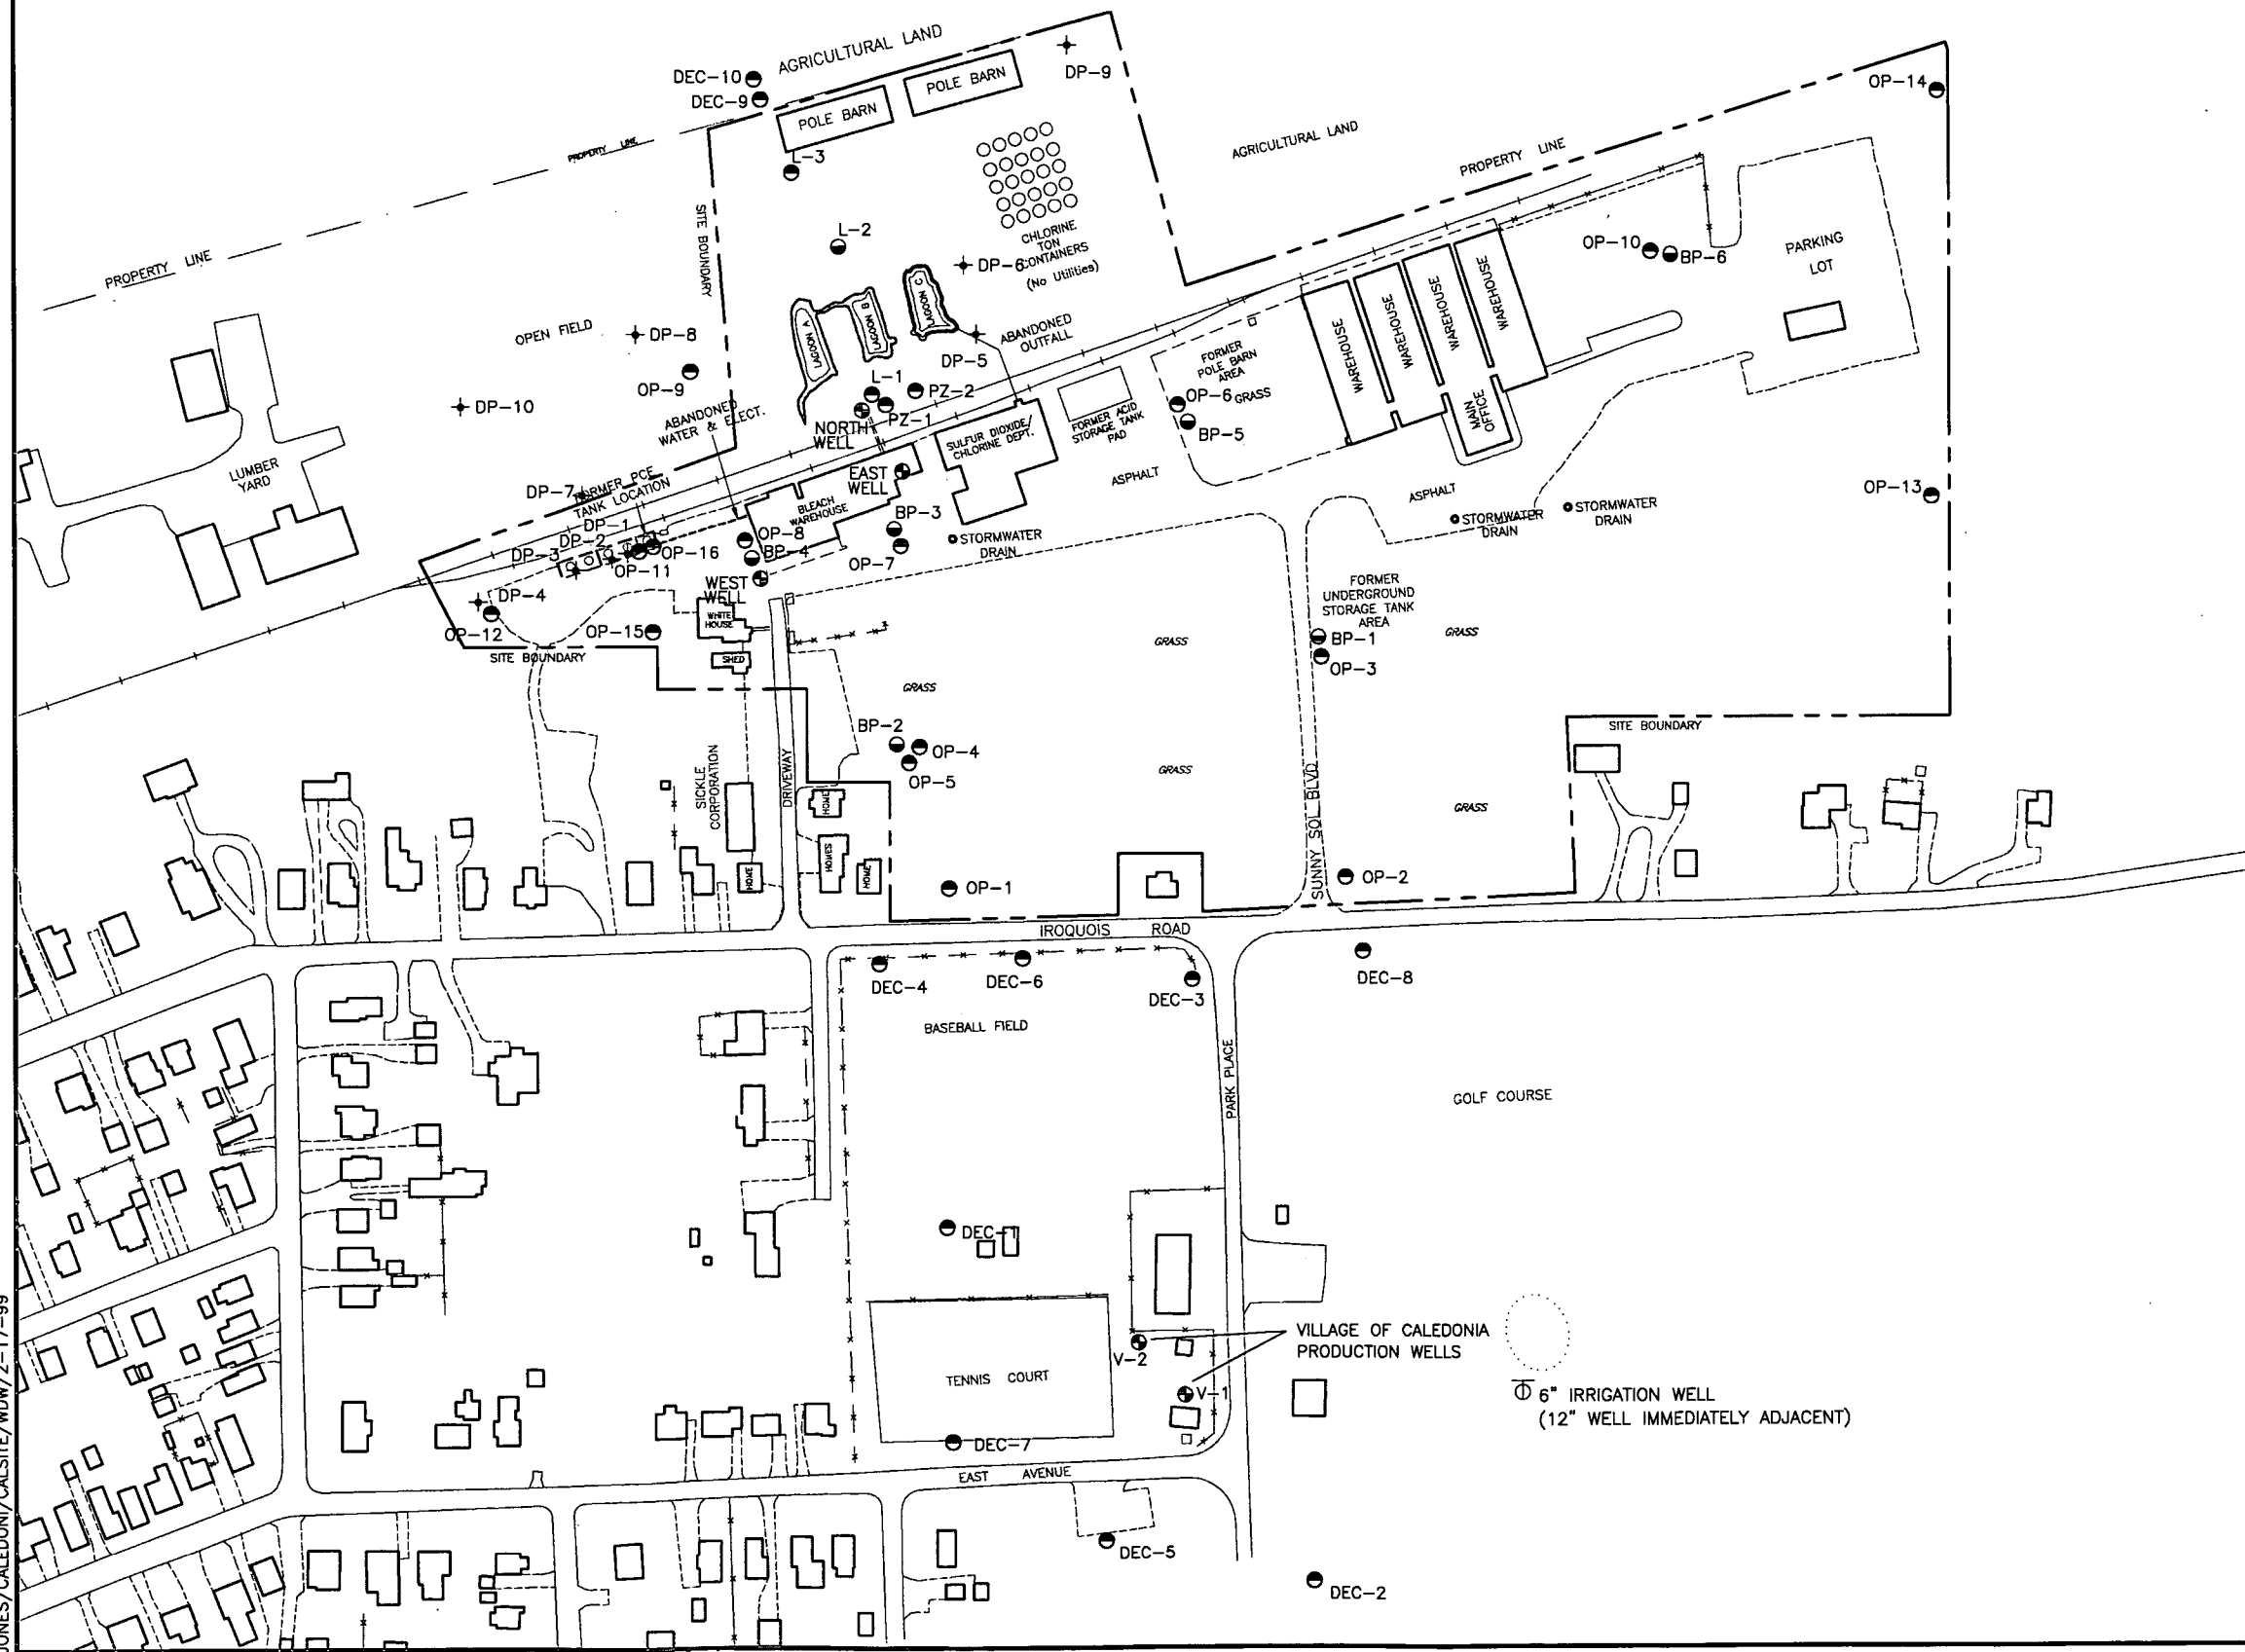 AGRICULTURAL LAND
DEC-10
DEC-9
POLE BARN
POLE BARN
DP-9
OP-14
PROPERTY LINE
AGRICULTURAL LAND
PROPERTY LINE
L-3
SITE BOUNDARY
L-2
CHLORINE
TON
CONTAINERS
(No Utilities)
DP-6
OP-10
BP-6
PARKING
LOT
PROPERTY LINE
OPEN FIELD
DP-8
LAGOON A
LAGOON B
LAGOON C
ABANDONED
OUTFALL
DP-5
WAREHOUSE
WAREHOUSE
WAREHOUSE
WAREHOUSE
FORMER
POLE BARN
AREA
OP-9
L-1
PZ-2
PZ-1
OP-6
GRASS
BP-5
DP-10
ABANDONED
WATER & ELECT.
NORTH
WELL
SULFUR DIOXIDE/
CHLORINE DEPT.
FORMER ACID
STORAGE TANK
PAD
MAIN
OFFICE
LUMBER
YARD
EAST
WELL
ASPHALT
ASPHALT
DP-7
FORMER PCE
TANK LOCATION
BLEACH
WAREHOUSE
BP-3
OP-13
STORMWATER
DRAIN
STORMWATER
DRAIN
STORMWATER
DRAIN
DP-1
DP-2
DP-3
OP-16
OP-8
BP-4
OP-7
OP-11
WEST
WELL
DP-4
OP-12
OP-15
WHITE
HOUSE
SHED
SITE BOUNDARY
FORMER
UNDERGROUND
STORAGE TANK
AREA
BP-1
OP-3
GRASS
GRASS
GRASS
BP-2
OP-4
OP-5
SITE BOUNDARY
SICKLE
CORPORATION
DRIVEWAY
GRASS
GRASS
SUNNY SOL BLVD
HOME
HOMES
HOME
HOME
OP-1
OP-2
IROQUOIS ROAD
DEC-4
DEC-6
DEC-3
DEC-8
BASEBALL FIELD
PARK PLACE
GOLF COURSE
DEC-1
VILLAGE OF CALEDONIA
PRODUCTION WELLS
V-2
V-1
TENNIS COURT
6" IRRIGATION WELL
(12" WELL IMMEDIATELY ADJACENT)
DEC-7
EAST AVENUE
DEC-5
DEC-2
JONES/CALEDONI/CALSITE/WDW/2-17-99